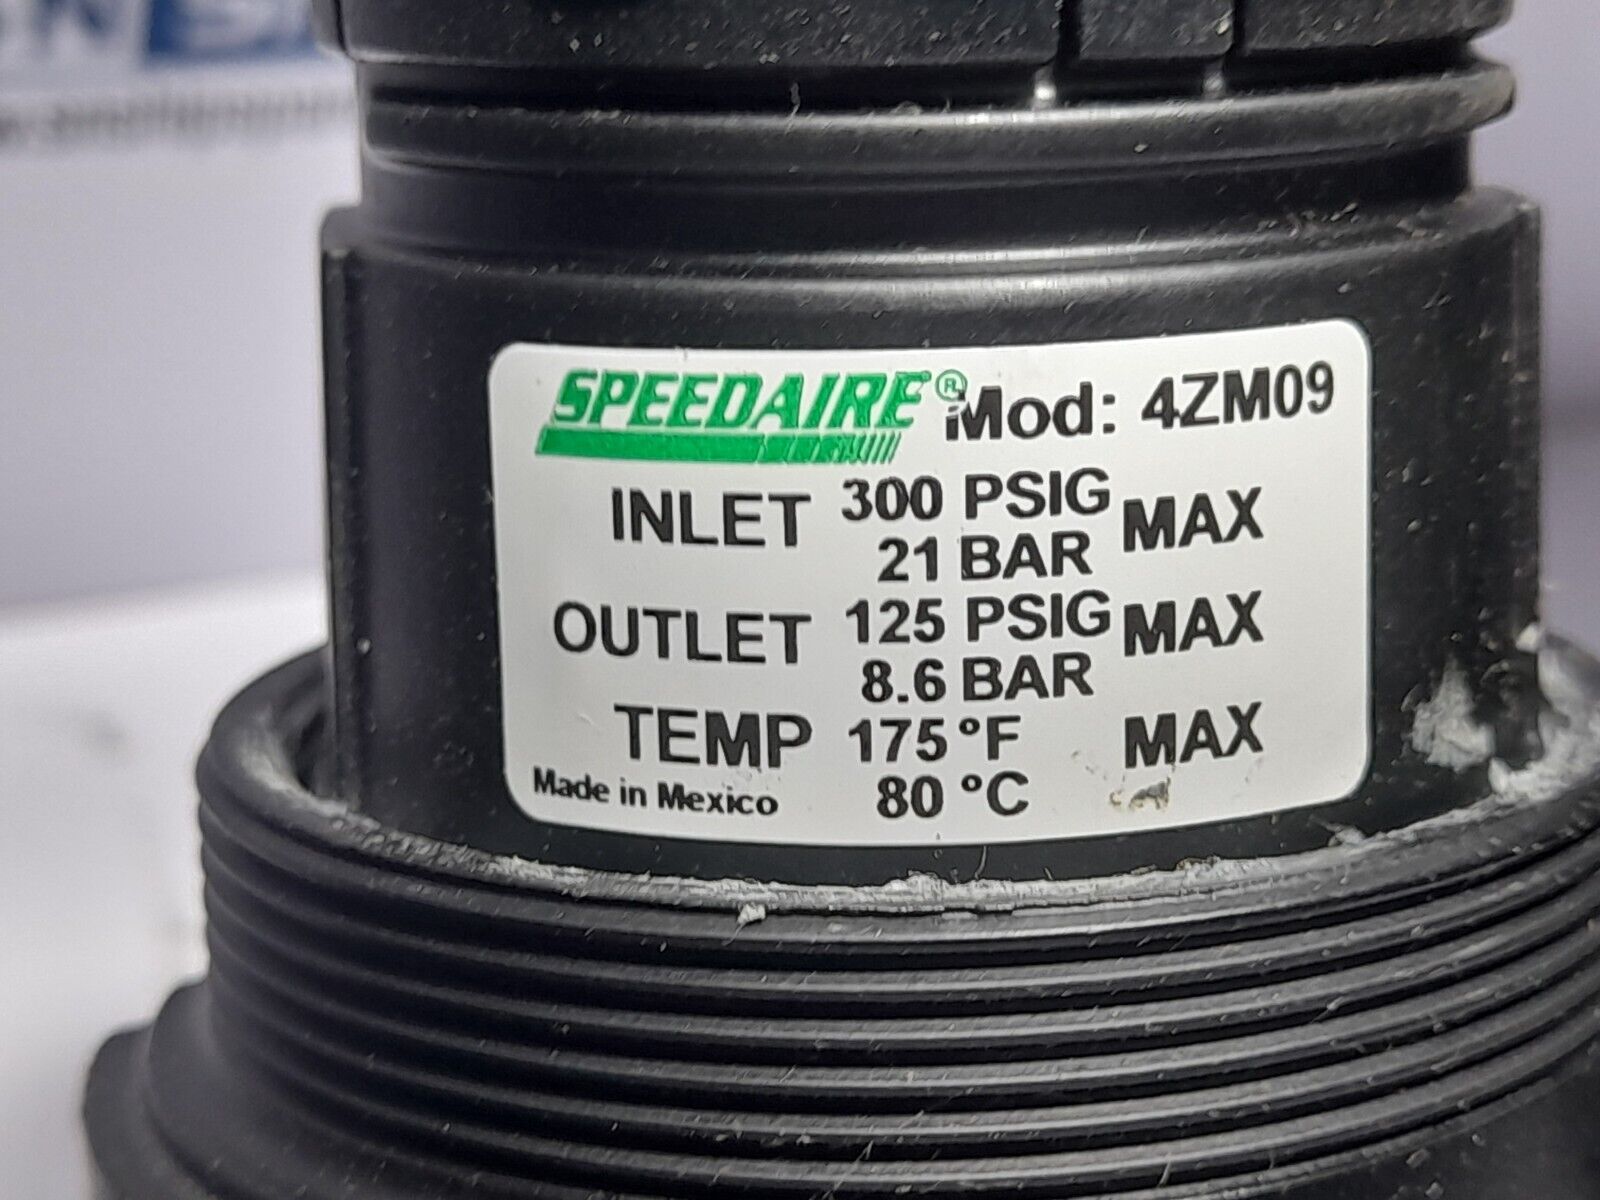 SPEEDAIRE® Mod: 4ZM09
INLET 300 PSIG MAX
21 BAR
OUTLET 125 PSIG MAX
8.6 BAR
TEMP 175 °F MAX
Made in Mexico 80 °C